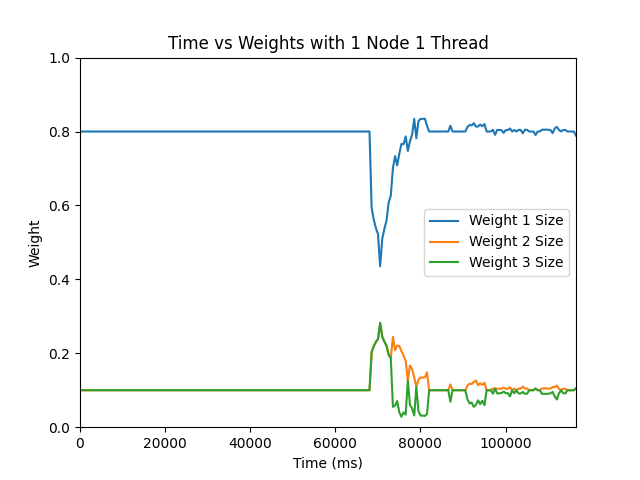 Time vs Weights with 1 Node 1 Thread
1.0
0.8
0.6
0.4
0.2
0.0
Weight
Weight 1 Size
Weight 2 Size
Weight 3 Size
0 20000 40000 60000 80000 100000
Time (ms)